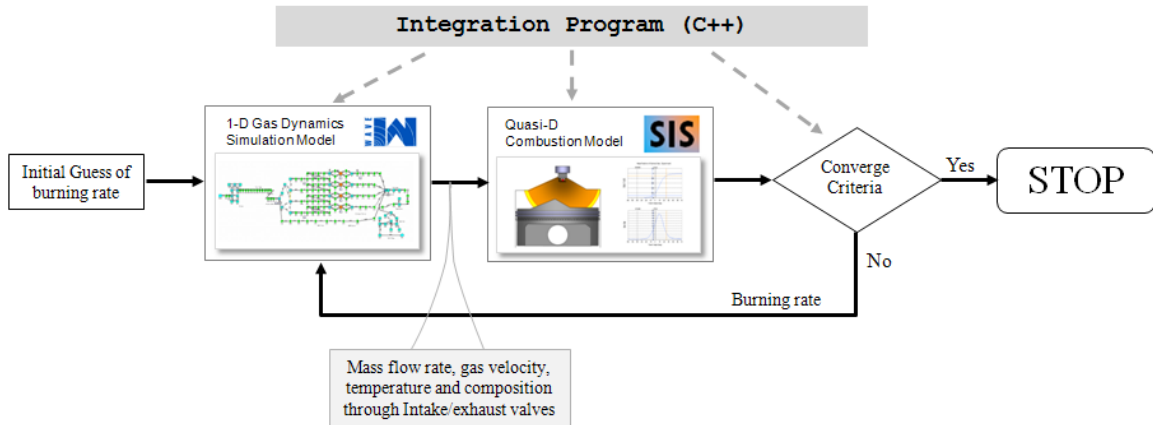 Integration Program (C++)
1-D Gas Dynamics
Simulation Model
WAVE
Quasi-D
Combustion Model
SIS
Initial Guess of
burning rate
Converge
Criteria
Yes
STOP
No
Burning rate
Mass flow rate, gas velocity,
temperature and composition
through Intake/exhaust valves